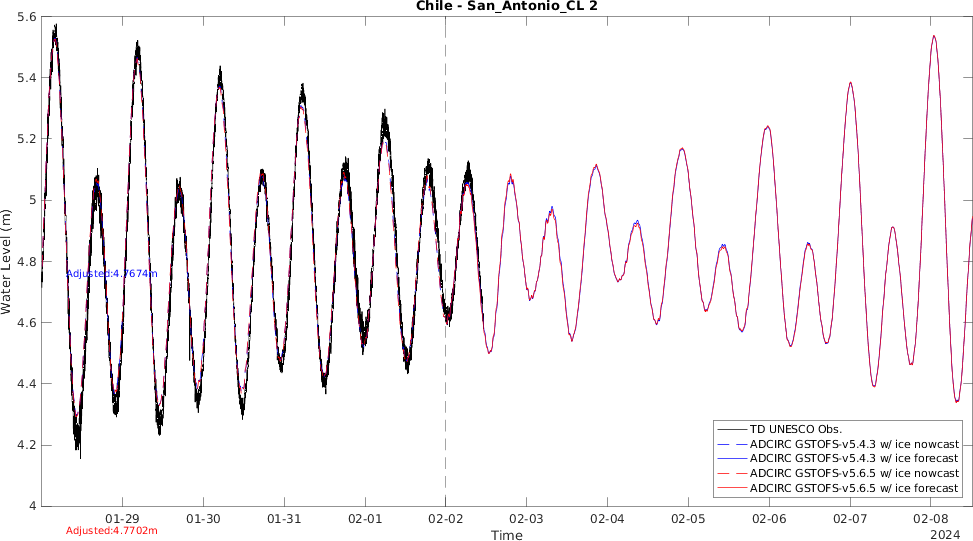 Chile - San_Antonio_CL 2
5.6
5.4
5.2
5
4.8
4.6
4.4
4.2
4
Water Level (m)
Adjusted:4.7674m
Adjusted:4.7702m
TD UNESCO Obs.
ADCIRC GSTOFS-v5.4.3 w/ ice nowcast
ADCIRC GSTOFS-v5.4.3 w/ ice forecast
ADCIRC GSTOFS-v5.6.5 w/ ice nowcast
ADCIRC GSTOFS-v5.6.5 w/ ice forecast
01-29 01-30 01-31 02-01 02-02 02-03 02-04 02-05 02-06 02-07 02-08
2024
Time